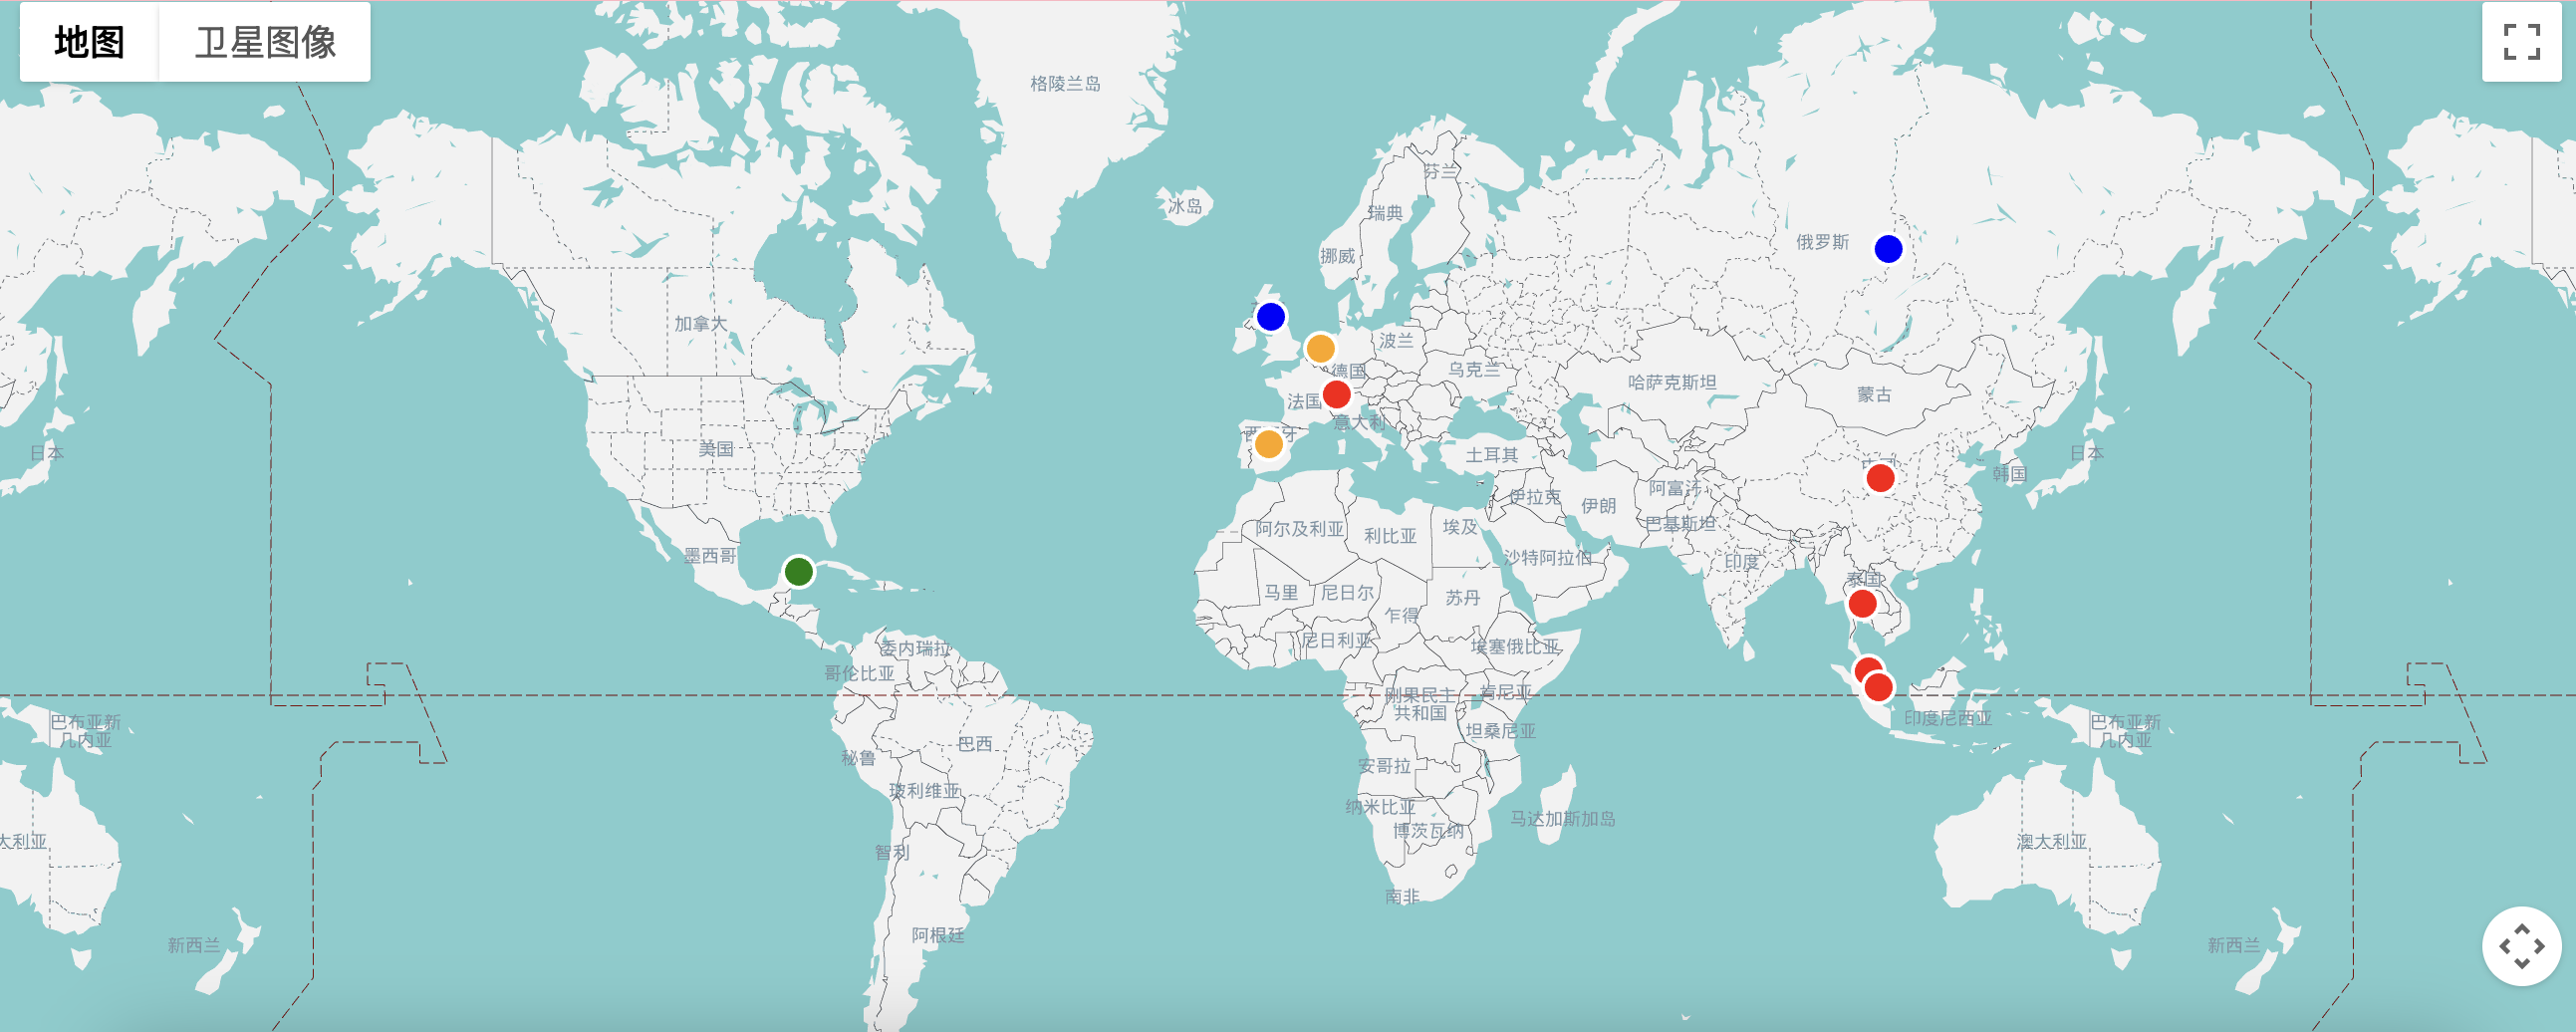 地图
卫星图像
格陵兰岛
冰岛
芬兰
瑞典
挪威
俄罗斯
加拿大
波兰
德国
乌克兰
哈萨克斯坦
蒙古
法国
意大利
美国
土耳其
日本
韩国
日本
伊拉克
伊朗
阿富汗
巴基斯坦
阿尔及利亚
利比亚
埃及
沙特阿拉伯
印度
墨西哥
泰国
马里
尼日尔
乍得
苏丹
尼日利亚
埃塞俄比亚
委内瑞拉
哥伦比亚
刚果民主
共和国
肯尼亚
坦桑尼亚
印度尼西亚
巴布亚新
几内亚
巴布亚新
几内亚
巴西
秘鲁
玻利维亚
安哥拉
纳米比亚
博茨瓦纳
马达加斯加岛
大利亚
澳大利亚
智利
南非
阿根廷
新西兰
新西兰